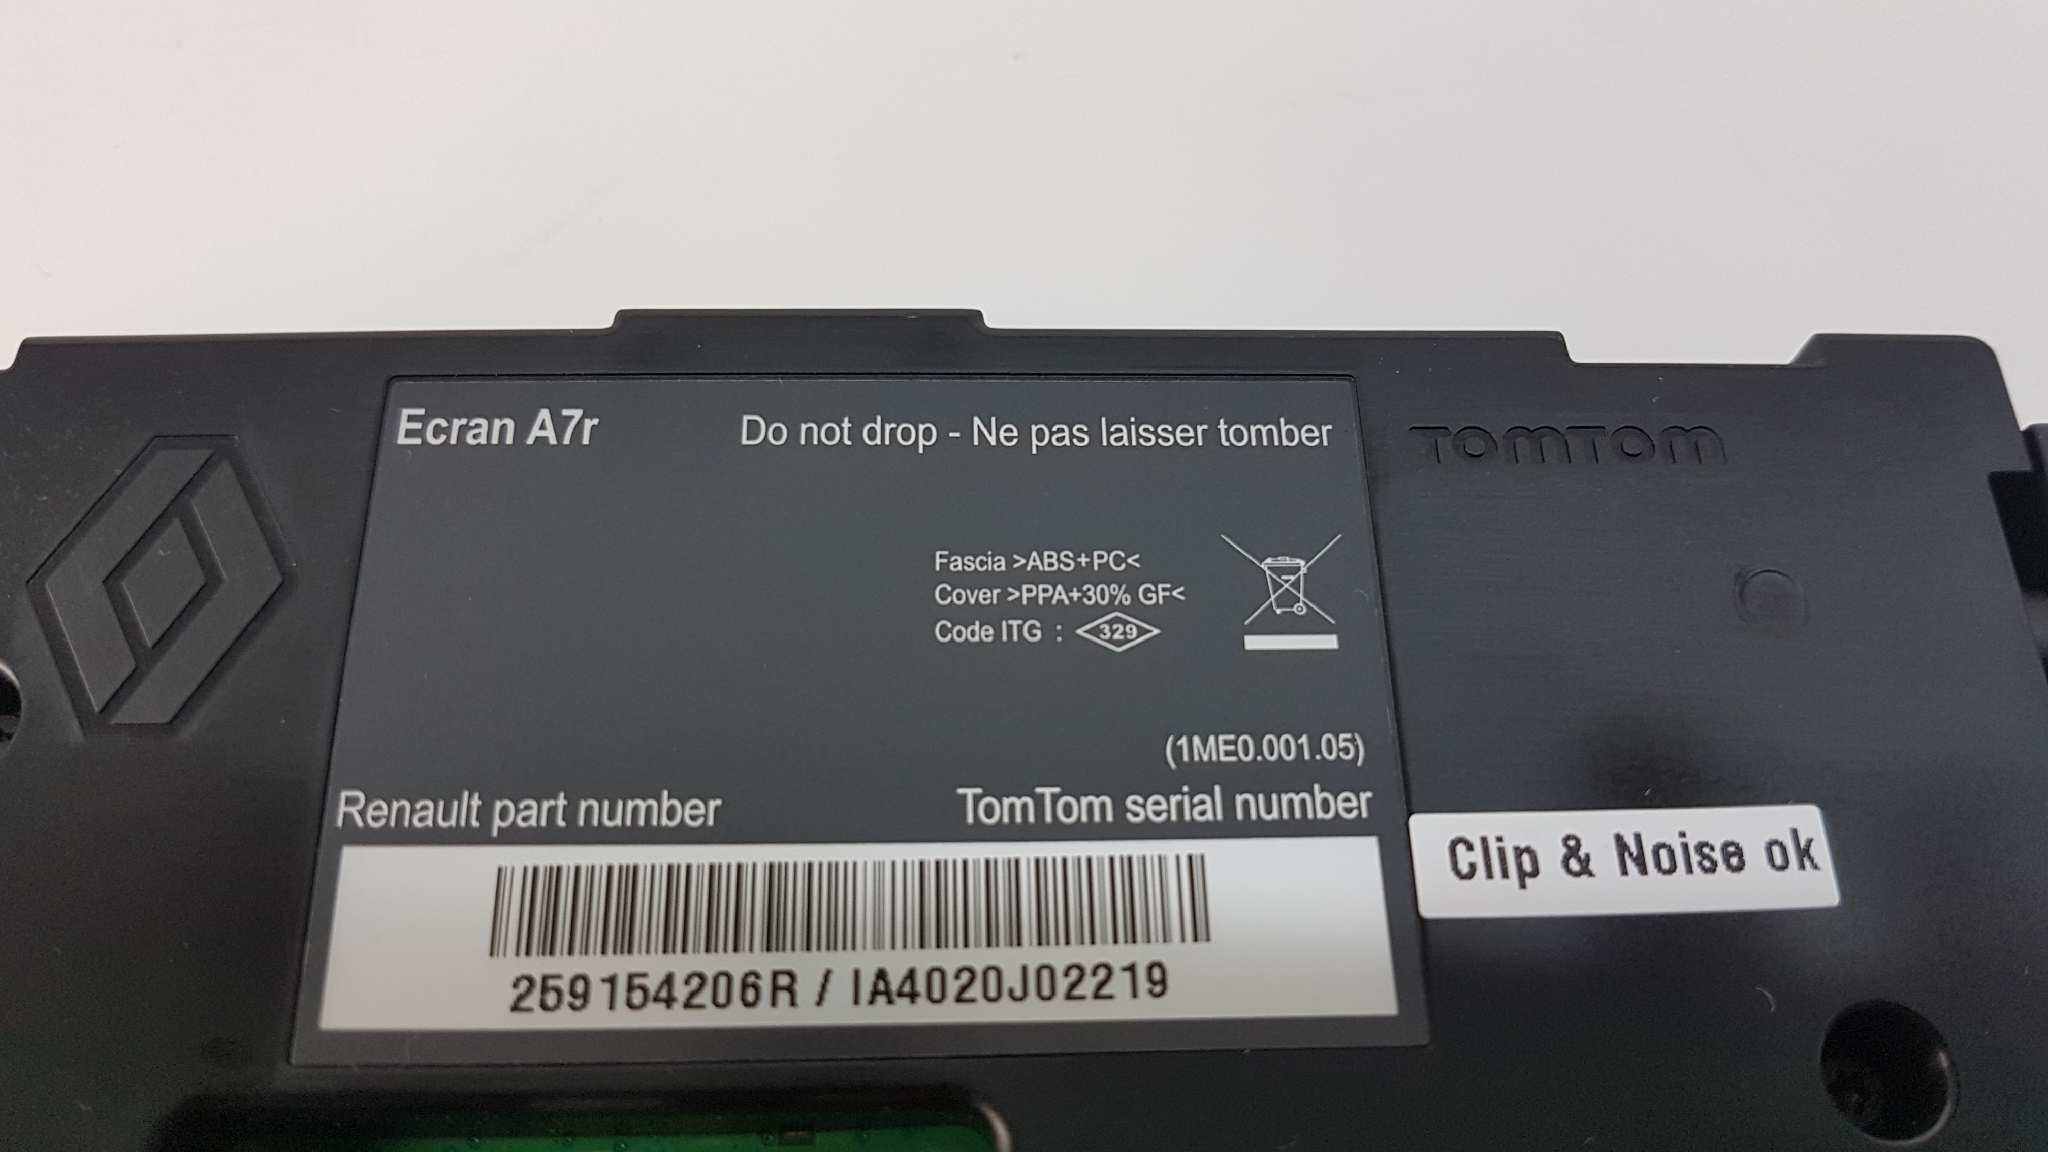 Ecran A7r
Do not drop - Ne pas laisser tomber
TOMTOM
Fascia >ABS+PC<
Cover >PPA+30% GF<
Code ITG : 329
(1ME0.001.05)
Renault part number
TomTom serial number
Clip & Noise ok
259154206R / IA4020J02219